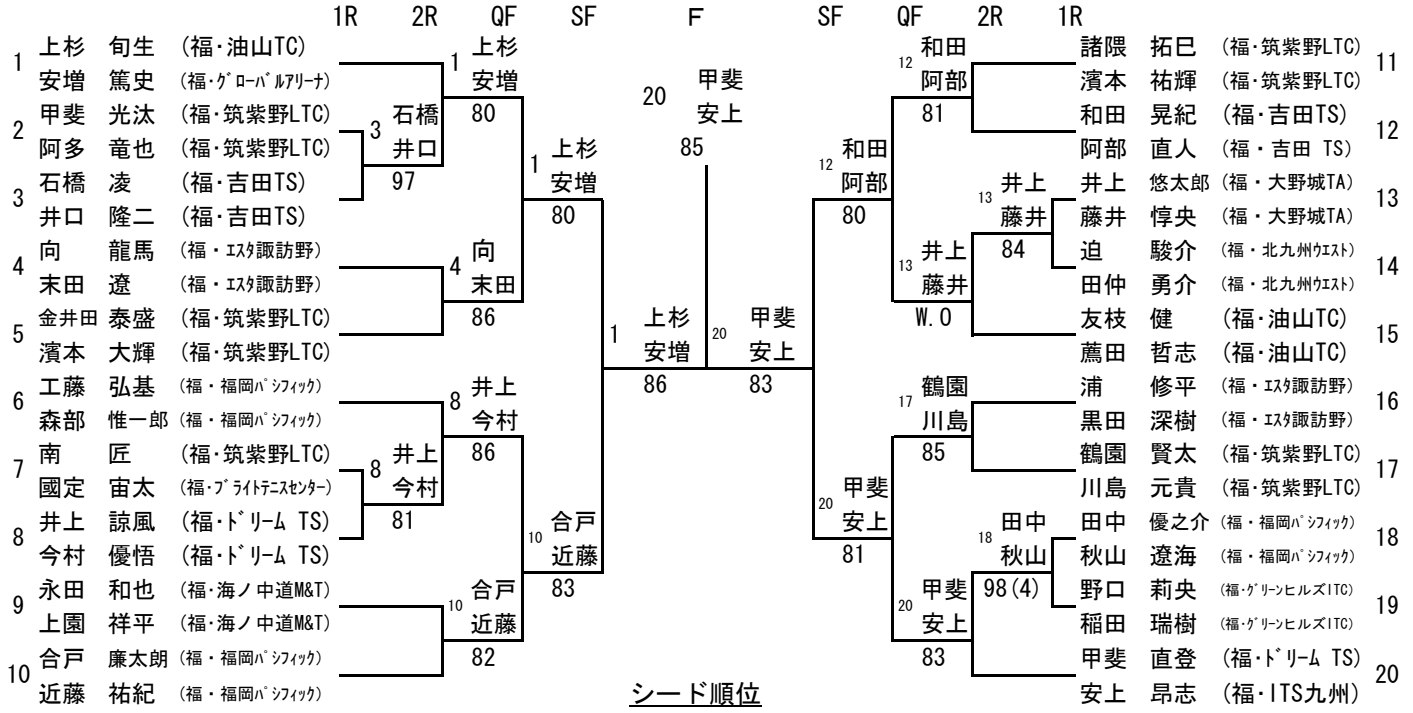 1R 2R QF SF F SF QF 2R 1R
1 上杉 旬生 (福・油山TC)
安増 篤史 (福・グローバルアリーナ)
2 甲斐 光汰 (福・筑紫野LTC)
阿多 竜也 (福・筑紫野LTC)
3 石橋 凌 (福・吉田TS)
井口 隆二 (福・吉田TS)
4 向 龍馬 (福・エスタ諏訪野)
末田 遼 (福・エスタ諏訪野)
5 金井田 泰盛 (福・筑紫野LTC)
濱本 大輝 (福・筑紫野LTC)
6 工藤 弘基 (福・福岡パシフィック)
森部 惟一郎 (福・福岡パシフィック)
7 南 匠 (福・筑紫野LTC)
國定 宙太 (福・ブライトテニスセンター)
8 井上 諒風 (福・ドリーム TS)
今村 優悟 (福・ドリーム TS)
9 永田 和也 (福・海ノ中道M&T)
上園 祥平 (福・海ノ中道M&T)
10 合戸 廉太朗 (福・福岡パシフィック)
近藤 祐紀 (福・福岡パシフィック)
3 石橋
井口
97
8 井上
今村
81
1 上杉
安増
80
4 向
末田
86
8 井上
今村
86
10 合戸
近藤
82
1 上杉
安増
80
10 合戸
近藤
83
1 上杉
安増
86
20 甲斐
安上
85
20 甲斐
安上
83
12 和田
阿部
80
20 甲斐
安上
81
12 和田
阿部
81
13 井上
藤井
W.O
17 鶴園
川島
85
20 甲斐
安上
83
13 井上
藤井
84
18 田中
秋山
98(4)
諸隈 拓巳 (福・筑紫野LTC) 11
濱本 祐輝 (福・筑紫野LTC)
和田 晃紀 (福・吉田TS) 12
阿部 直人 (福・吉田 TS)
井上 悠太郎 (福・大野城TA) 13
藤井 惇央 (福・大野城TA)
迫 駿介 (福・北九州ウエスト) 14
田仲 勇介 (福・北九州ウエスト)
友枝 健 (福・油山TC) 15
薦田 哲志 (福・油山TC)
浦 修平 (福・エスタ諏訪野) 16
黒田 深樹 (福・エスタ諏訪野)
鶴園 賢太 (福・筑紫野LTC) 17
川島 元貴 (福・筑紫野LTC)
田中 優之介 (福・福岡パシフィック) 18
秋山 遼海 (福・福岡パシフィック)
野口 莉央 (福・グリーンヒルズITC) 19
稲田 瑞樹 (福・グリーンヒルズITC)
甲斐 直登 (福・ドリーム TS) 20
安上 昂志 (福・ITS九州)
シード順位